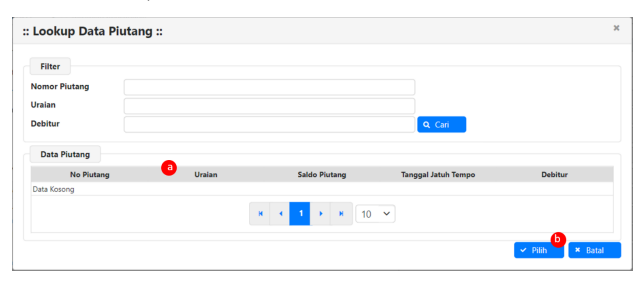 :: Lookup Data Piutang ::
Filter
Nomor Piutang
Uraian
Debitur
Cari
Data Piutang
No Piutang Uraian Saldo Piutang Tanggal Jatuh Tempo Debitur
a
Data Kosong
1 10
b
Pilih Batal